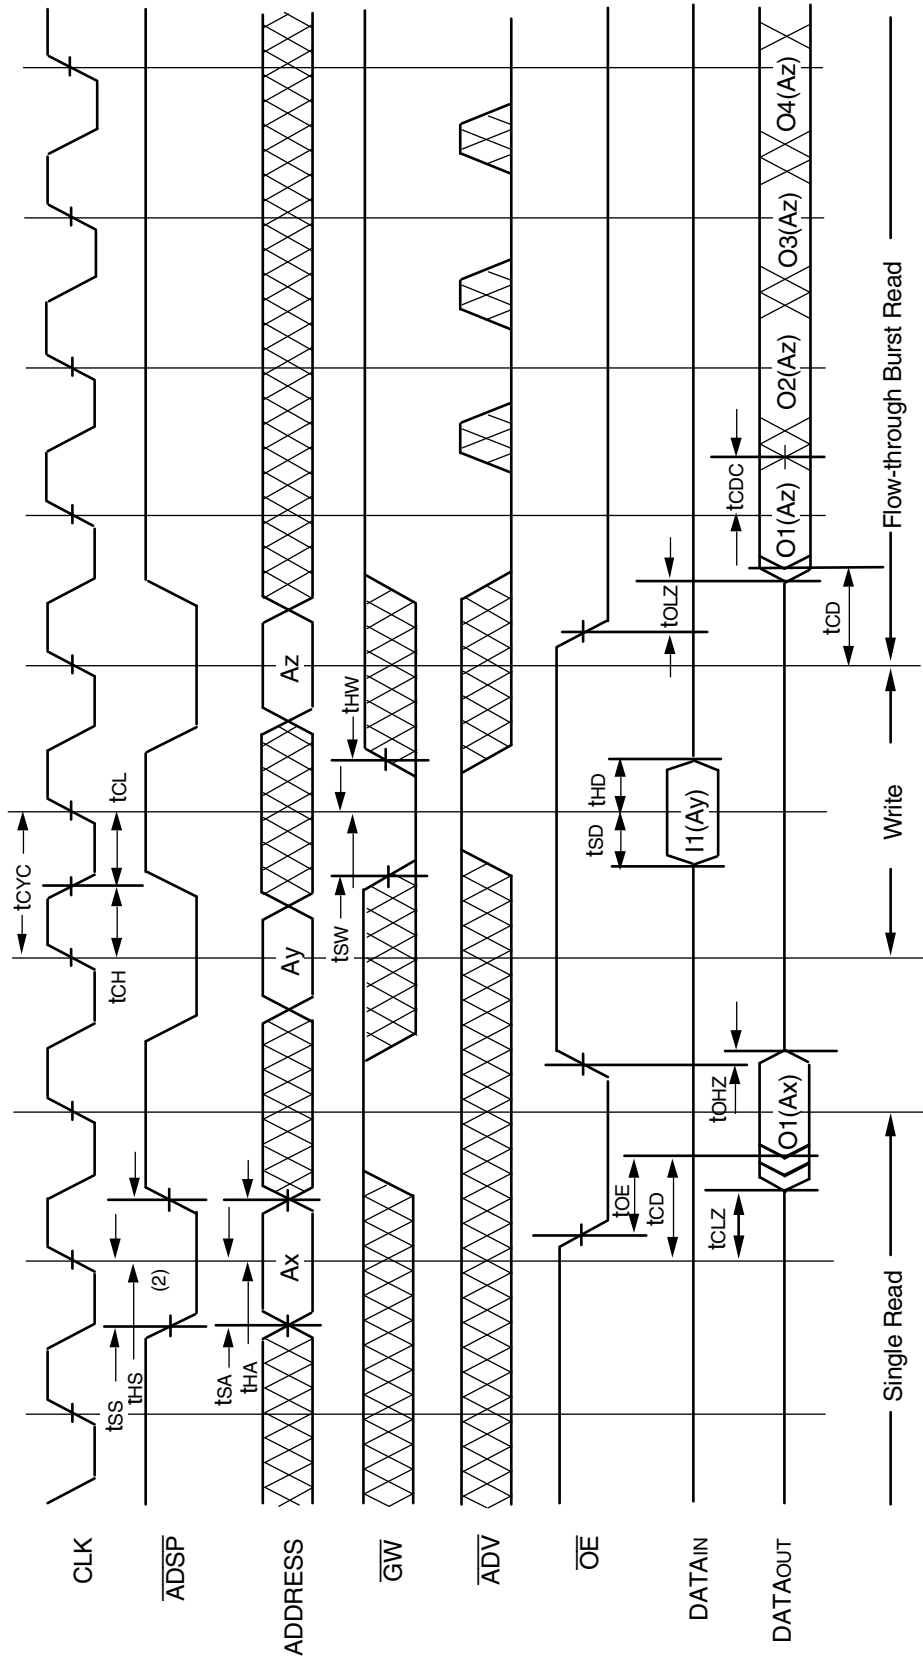 CLK
tCYC
tCH
tCL
ADSP
tSS
tHS
(2)
ADDRESS
tSA
tHA
Ax
Ay
Az
GW
tSW
tHW
ADV
OE
tOE
tOHZ
tOLZ
DATAIN
tSD
tHD
I1(Ay)
DATAOUT
tCLZ
tCD
O1(Ax)
tCD
tCDC
O1(Az)
O2(Az)
O3(Az)
O4(Az)
Single Read
Write
Flow-through Burst Read